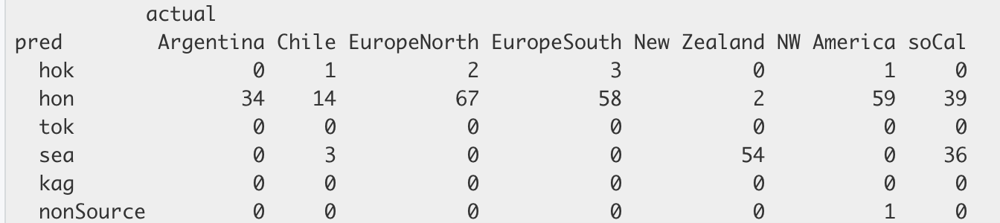 actual
pred Argentina Chile EuropeNorth EuropeSouth New Zealand NW America soCal
hok 0 1 2 3 0 1 0
hon 34 14 67 58 2 59 39
tok 0 0 0 0 0 0 0
sea 0 3 0 0 54 0 36
kag 0 0 0 0 0 0 0
nonSource 0 0 0 0 0 1 0